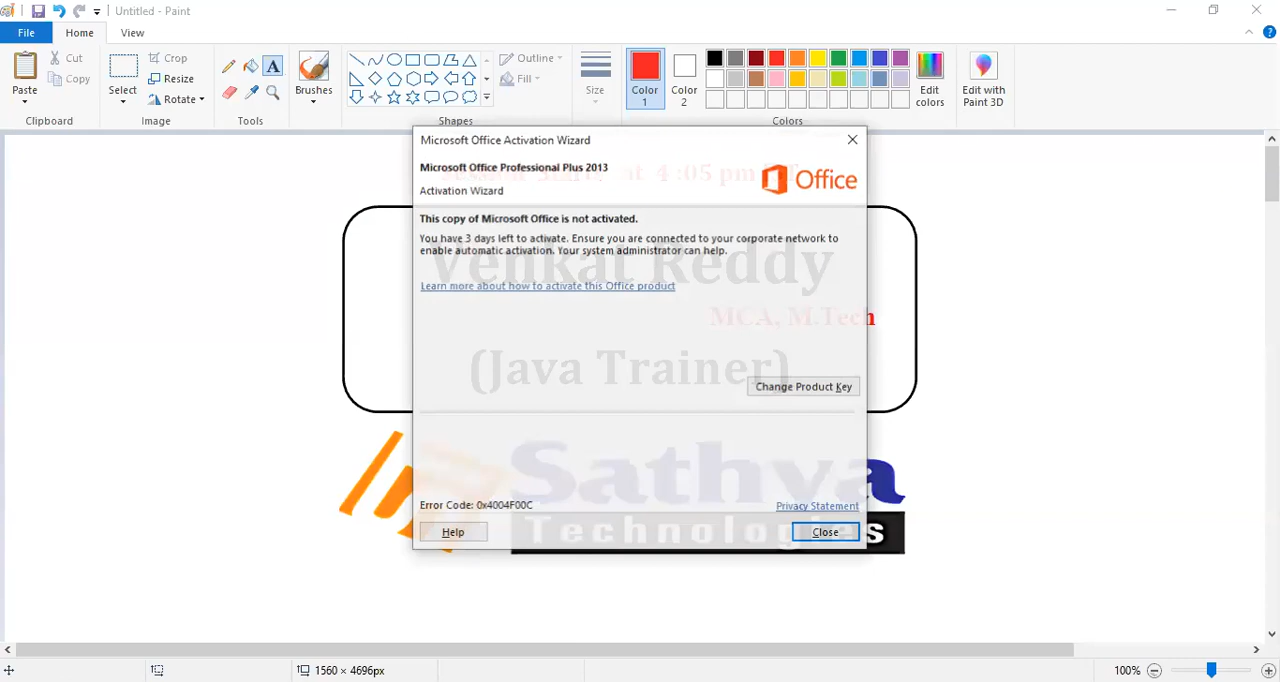 Untitled - Paint
File Home View
Paste Cut Copy
Select Crop Resize Rotate
Brushes
Outline Fill
Size
Color 1
Color 2
Edit colors
Edit with Paint 3D
Clipboard Image Tools Shapes Colors
Microsoft Office Activation Wizard
Microsoft Office Professional Plus 2013
Activation Wizard
Office
at 4 :05 pm
This copy of Microsoft Office is not activated.
You have 3 days left to activate. Ensure you are connected to your corporate network to
enable automatic activation. Your system administrator can help.
Venkat Reddy
Learn more about how to activate this Office product
MCA, M.Tech
(Java Trainer)
Change Product Key
Sathya
Error Code: 0x4004F00C Privacy Statement
Technologies
Help Close
1560 × 4696px 100%